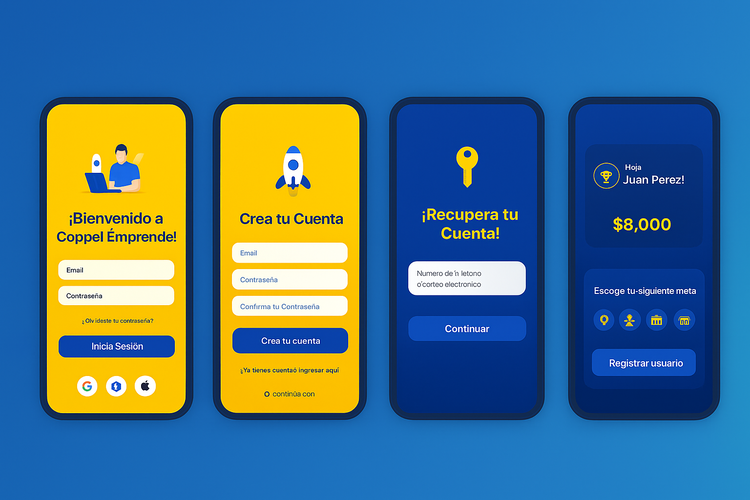 ¡Bienvenido a
Coppel Émprende!
Email
Contraseña
¿Olv ideste tu contraseña?
Inicia Sesiön
G
Crea tu Cuenta
Email
Contraseña
Confirma tu Contraseña
Crea tu cuenta
¿Ya tienes cuentaó ingresar aquí
continúa con
¡Recupera tu
Cuenta!
Numero de'n letono
o'corteo electronico
Continuar
Hoja
Juan Perez!
$8,000
Escoge tu-siguiente meta
Registrar usuario